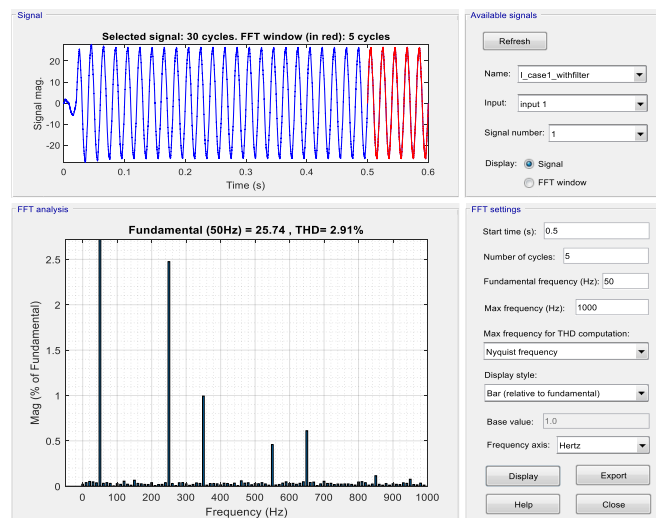 Signal
Selected signal: 30 cycles. FFT window (in red): 5 cycles
Signal mag.
20
10
0
-10
-20
0
0.1
0.2
0.3
0.4
0.5
0.6
Time (s)
Available signals
Refresh
Name:
I_case1_withfilter
Input:
input 1
Signal number:
1
Display:
Signal
FFT window
FFT analysis
Fundamental (50Hz) = 25.74 , THD= 2.91%
Mag (% of Fundamental)
2.5
2
1.5
1
0.5
0
0
100
200
300
400
500
600
700
800
900
1000
Frequency (Hz)
FFT settings
Start time (s):
0.5
Number of cycles:
5
Fundamental frequency (Hz):
50
Max frequency (Hz):
1000
Max frequency for THD computation:
Nyquist frequency
Display style:
Bar (relative to fundamental)
Base value:
1.0
Frequency axis:
Hertz
Display
Export
Help
Close